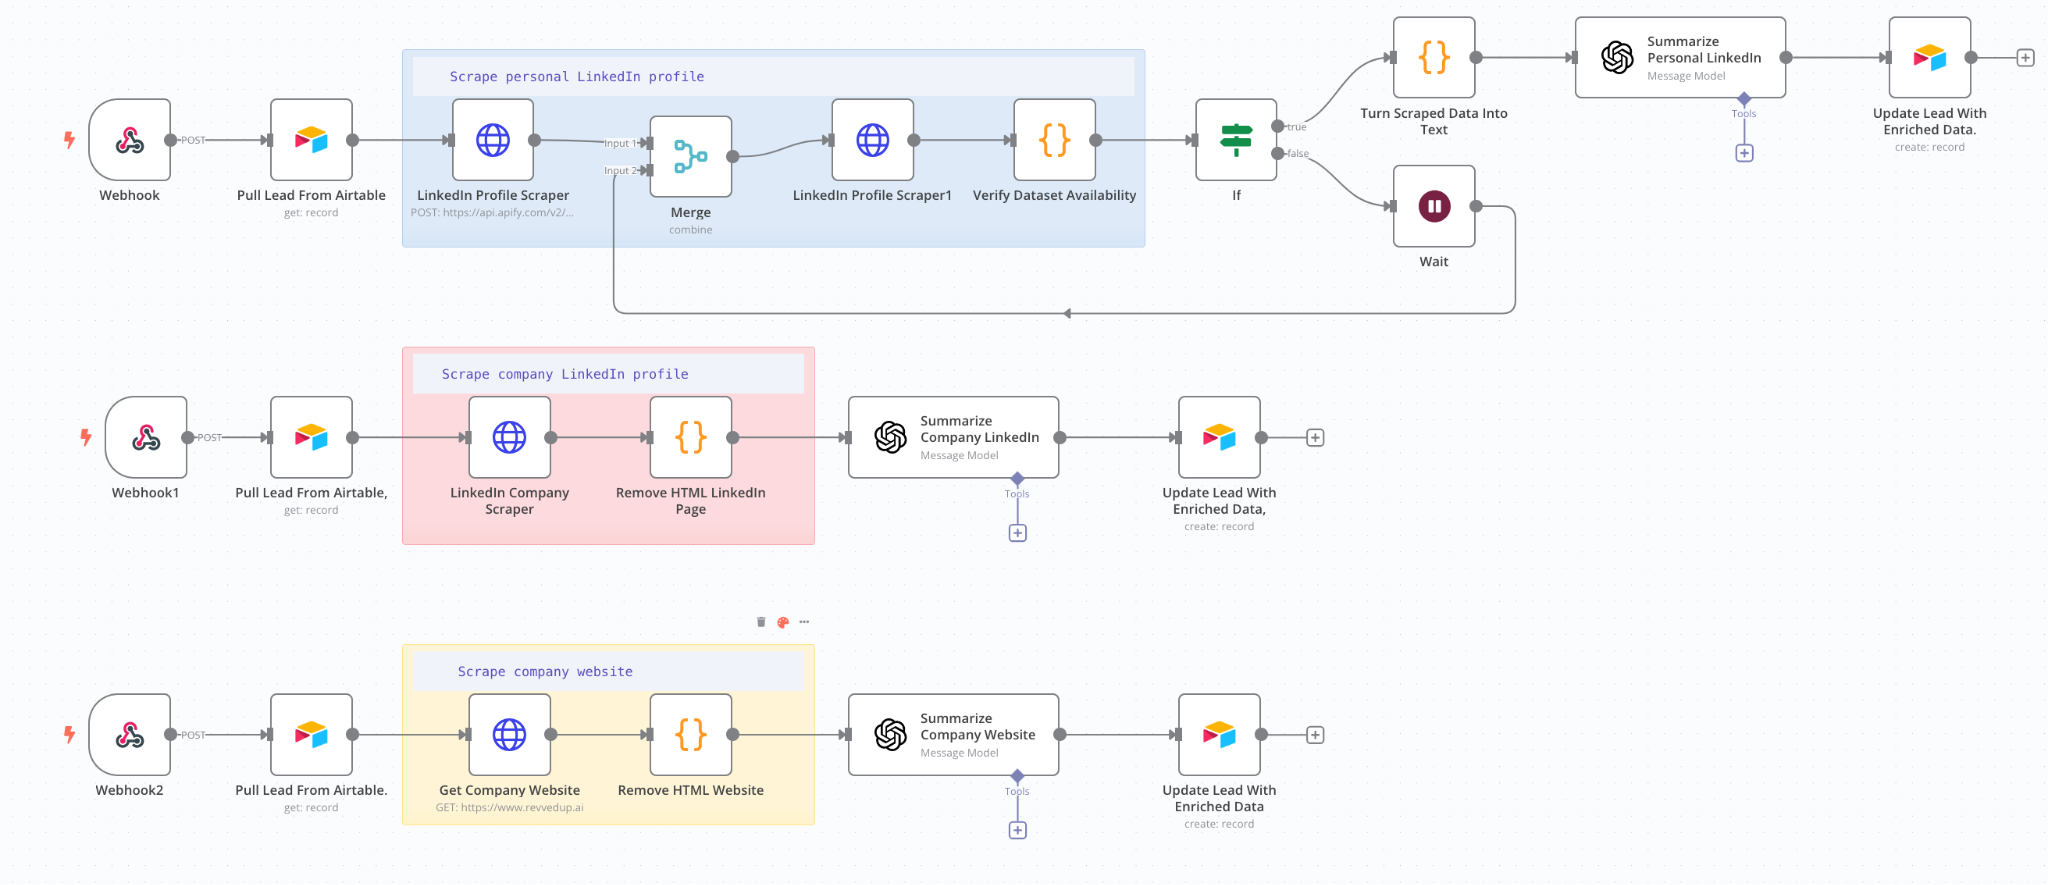 Scrape personal LinkedIn profile
POST
Webhook
Pull Lead From Airtable
get: record
LinkedIn Profile Scraper
POST: https://api.apify.com/v2/...
Input 1
Input 2
Merge
combine
LinkedIn Profile Scraper1
Verify Dataset Availability
If
true
false
Turn Scraped Data Into
Text
Wait
Summarize
Personal LinkedIn
Message Model
Tools
Update Lead With
Enriched Data.
create: record
Scrape company LinkedIn profile
POST
Webhook1
Pull Lead From Airtable,
get: record
LinkedIn Company
Scraper
Remove HTML LinkedIn
Page
Summarize
Company LinkedIn
Message Model
Tools
Update Lead With
Enriched Data,
create: record
Scrape company website
POST
Webhook2
Pull Lead From Airtable.
get: record
Get Company Website
GET: https://www.revvedup.ai
Remove HTML Website
Summarize
Company Website
Message Model
Tools
Update Lead With
Enriched Data
create: record